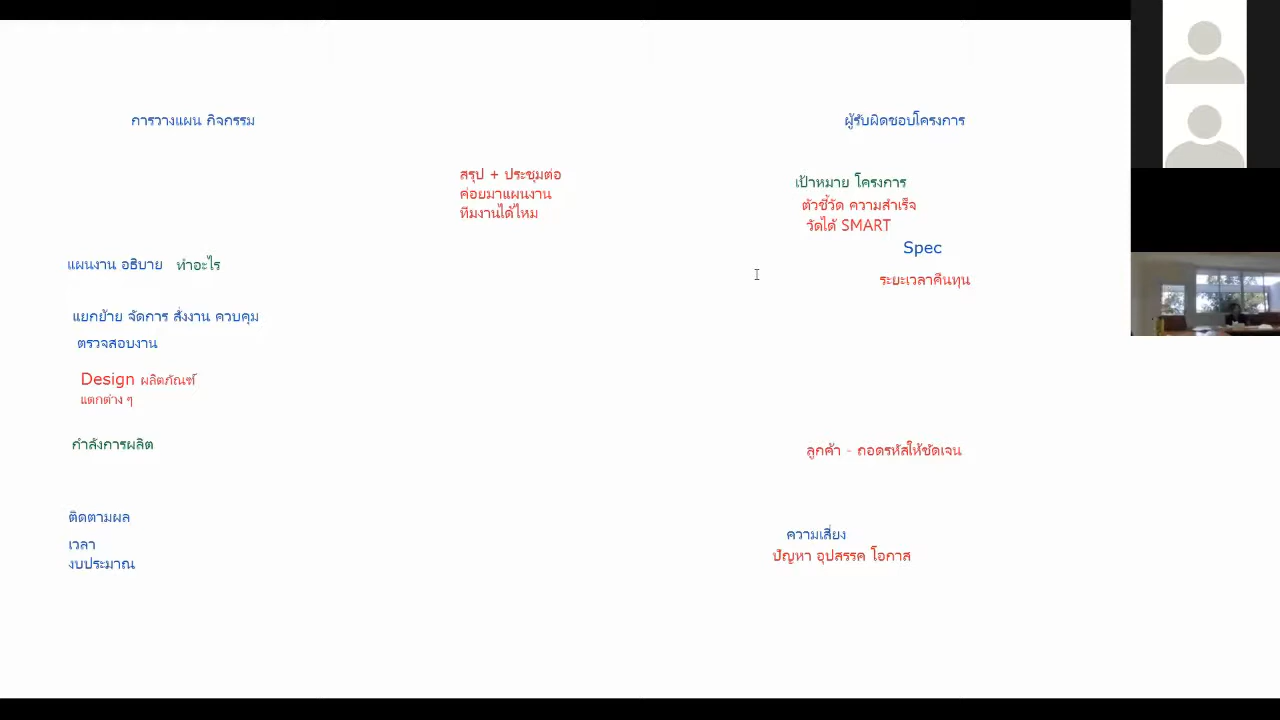 การวางแผน กิจกรรม
แผนงาน อธิบาย ทำอะไร
แยกย้าย จัดการ สั่งงาน ควบคุม
ตรวจสอบงาน
Design ผลิตภัณฑ์
แตกต่าง ๆ
กำลังการผลิต
ติดตามผล
เวลา
งบประมาณ
สรุป + ประชุมต่อ
ค่อยมาแผนงาน
ทีมงานได้ไหม
ผู้รับผิดชอบโครงการ
เป้าหมาย โครงการ
ตัวชี้วัด ความสำเร็จ
วัดได้ SMART
Spec
ระยะเวลาคืนทุน
ลูกค้า - ถอดรหัสให้ชัดเจน
ความเสี่ยง
ปัญหา อุปสรรค โอกาส